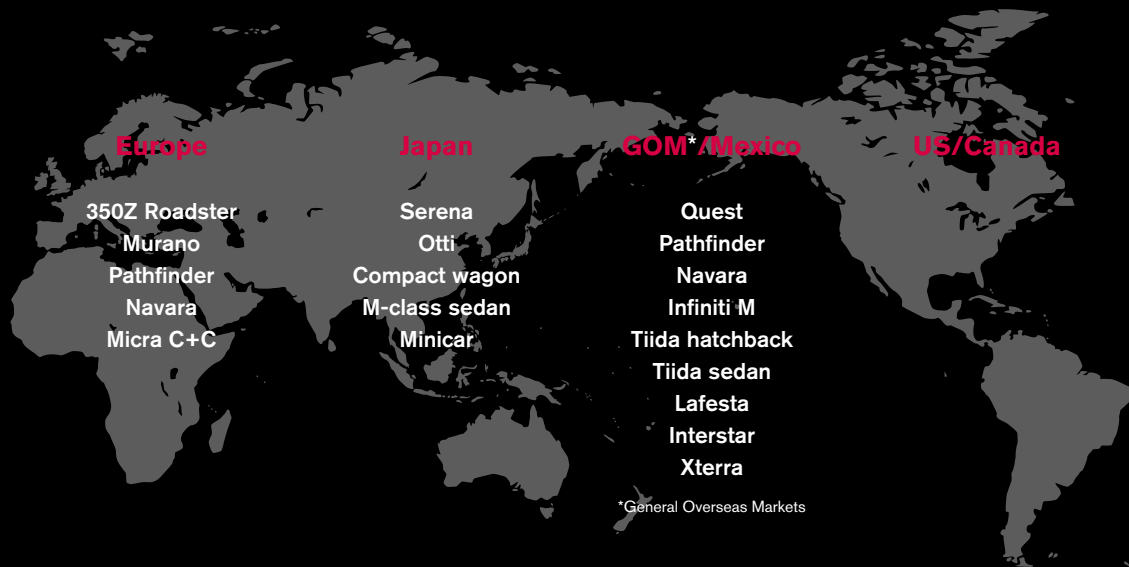 Europe
350Z Roadster
Murano
Pathfinder
Navara
Micra C+C
Japan
Serena
Otti
Compact wagon
M-class sedan
Minicar
GOM*/Mexico
Quest
Pathfinder
Navara
Infiniti M
Tiida hatchback
Tiida sedan
Lafesta
Interstar
Xterra
*General Overseas Markets
US/Canada